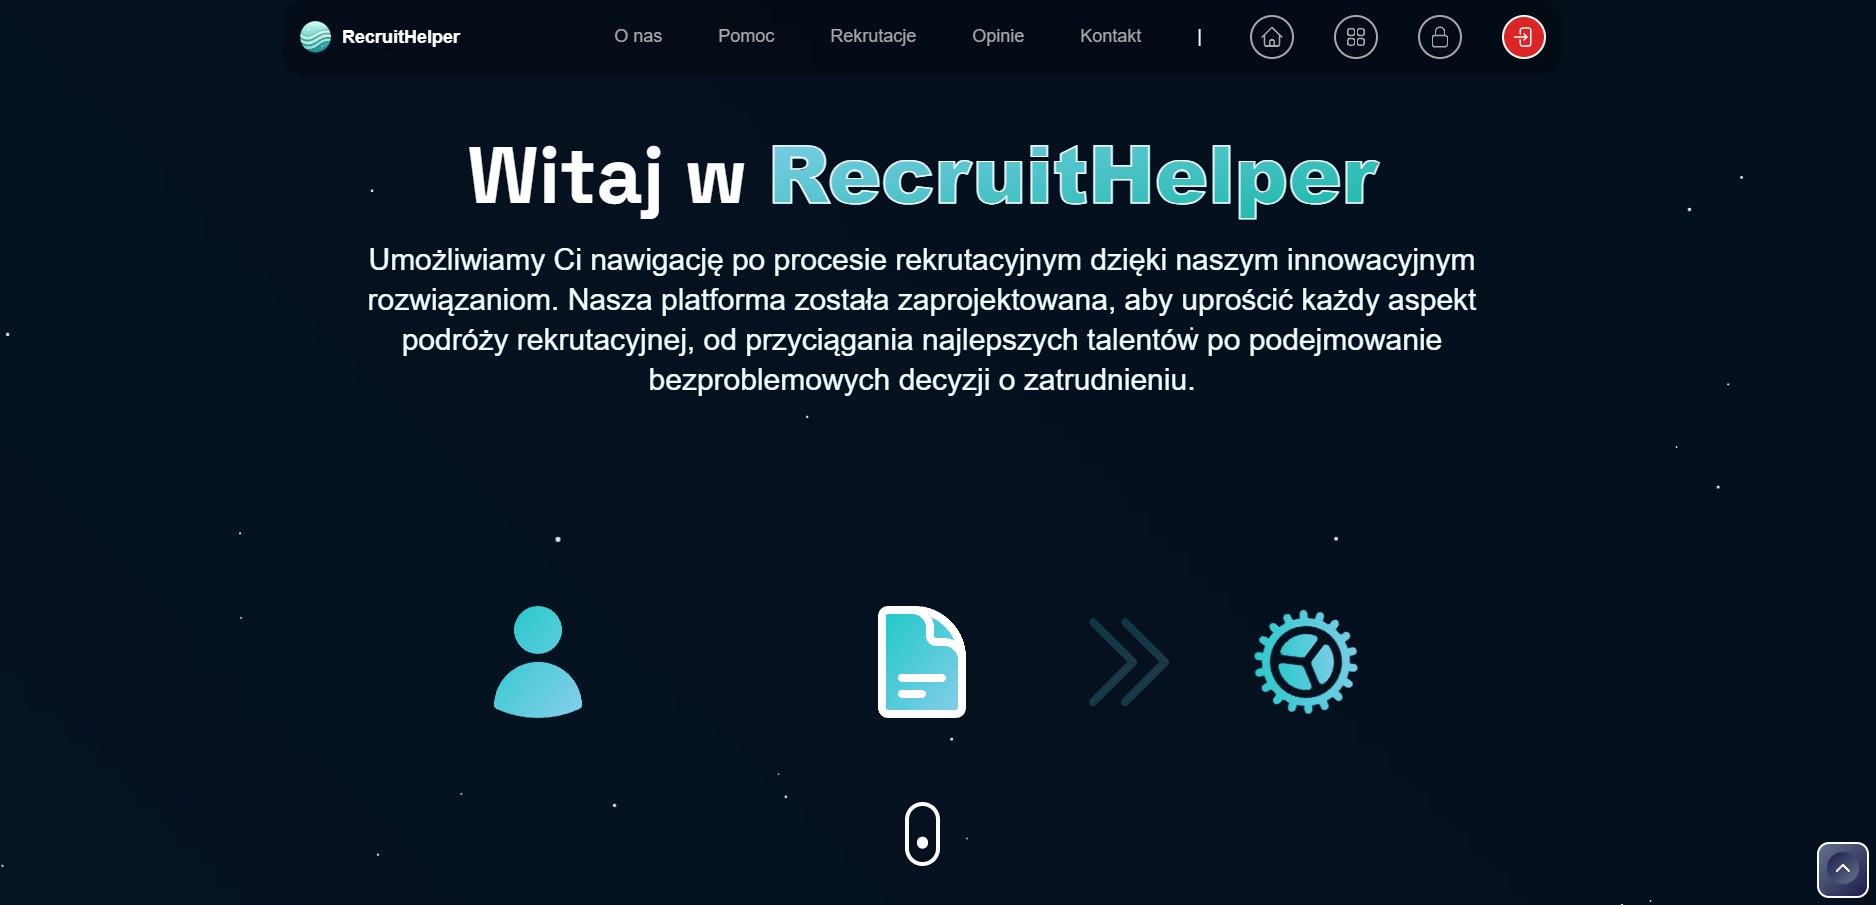 RecruitHelper
O nas
Pomoc
Rekrutacje
Opinie
Kontakt
|
Witaj w RecruitHelper
Umożliwiamy Ci nawigację po procesie rekrutacyjnym dzięki naszym innowacyjnym
rozwiązaniom. Nasza platforma została zaprojektowana, aby uprościć każdy aspekt
podróży rekrutacyjnej, od przyciągania najlepszych talentów po podejmowanie
bezproblemowych decyzji o zatrudnieniu.